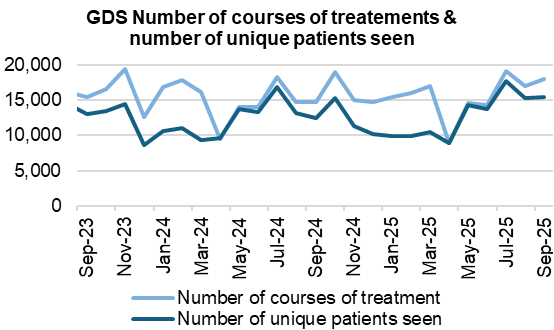 GDS Number of courses of treatements &
number of unique patients seen
20,000
15,000
10,000
5,000
0
Sep-23
Nov-23
Jan-24
Mar-24
May-24
Jul-24
Sep-24
Nov-24
Jan-25
Mar-25
May-25
Jul-25
Sep-25
Number of courses of treatment
Number of unique patients seen